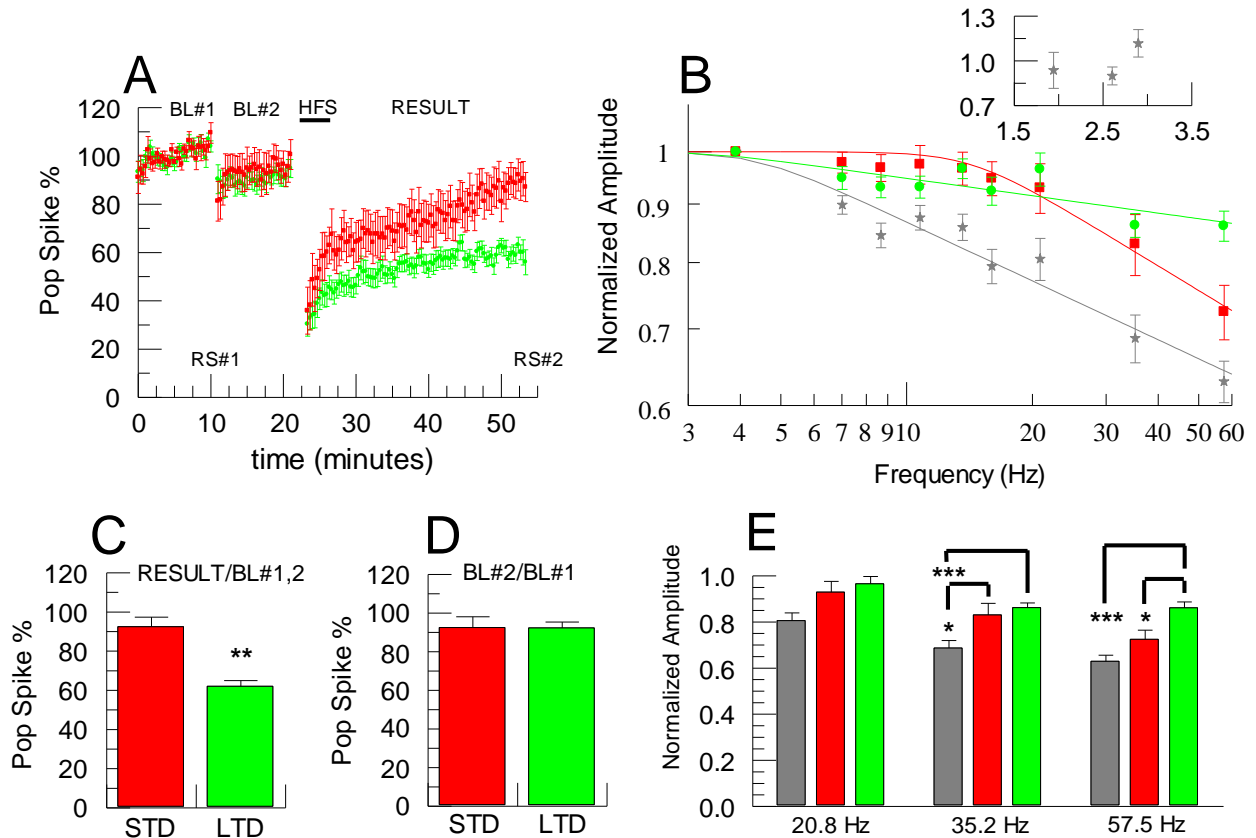 A
BL#1 BL#2 HFS RESULT
120
100
80
60
40
20
0
Pop Spike %
RS#1 RS#2
0 10 20 30 40 50
time (minutes)
B
1.3
1.0
0.7
1.5 2.5 3.5
1
0.9
0.8
0.7
0.6
Normalized Amplitude
3 4 5 6 7 8 9 10 20 30 40 50 60
Frequency (Hz)
C
RESULT/BL#1,2
120
100
80
60
40
20
0
Pop Spike %
**
STD LTD
D
BL#2/BL#1
120
100
80
60
40
20
0
Pop Spike %
STD LTD
E
1.0
0.8
0.6
0.4
0.2
0.0
Normalized Amplitude
***
*
*** *
20.8 Hz 35.2 Hz 57.5 Hz